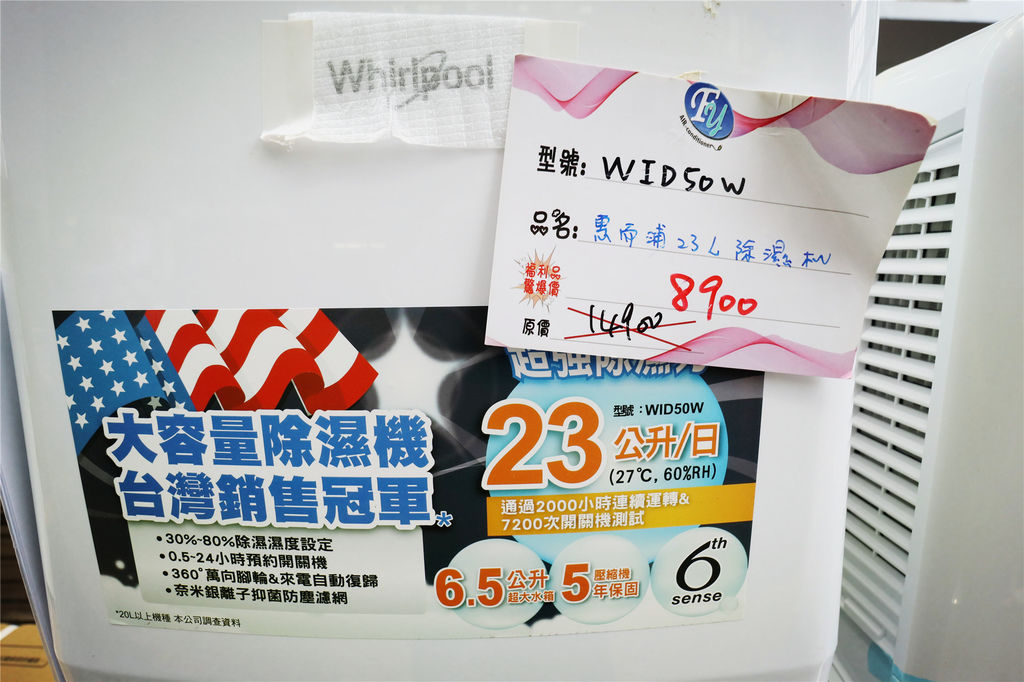 Whirlpool
Fy
AIR conditioner
型號: WID50W
品名: 惠而浦 23L 除濕机
福利品
驚爆價
8900
原價 14900
超強除濕力
型號：WID50W
23公升/日
(27℃, 60%RH)
通過2000小時連續運轉&
7200次開關機測試
大容量除濕機
台灣銷售冠軍*
•30%-80%除濕濕度設定
•0.5-24小時預約開關機
•360°萬向腳輪&來電自動復歸
•奈米銀離子抑菌防塵濾網
6.5公升
超大水箱
5壓縮機
年保固
6th
sense
*20L以上機種 本公司調查資料